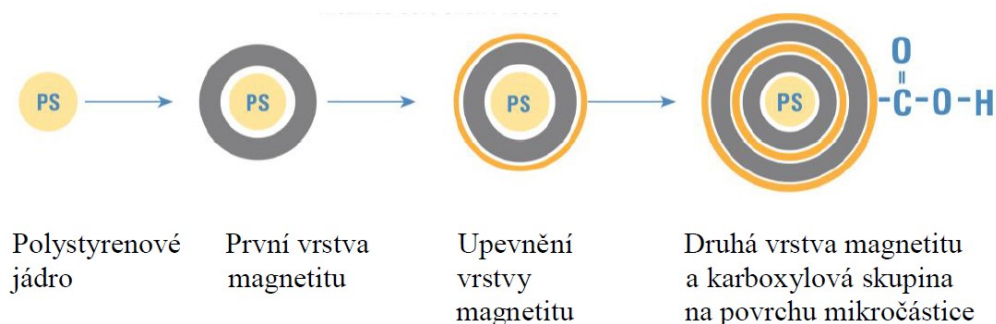 PS
PS
PS
PS
O
C-O-H
Polystyrenové
jádro
První vrstva
magnetitu
Upevnění
vrstvy
magnetitu
Druhá vrstva magnetitu
a karboxylová skupina
na povrchu mikročástice